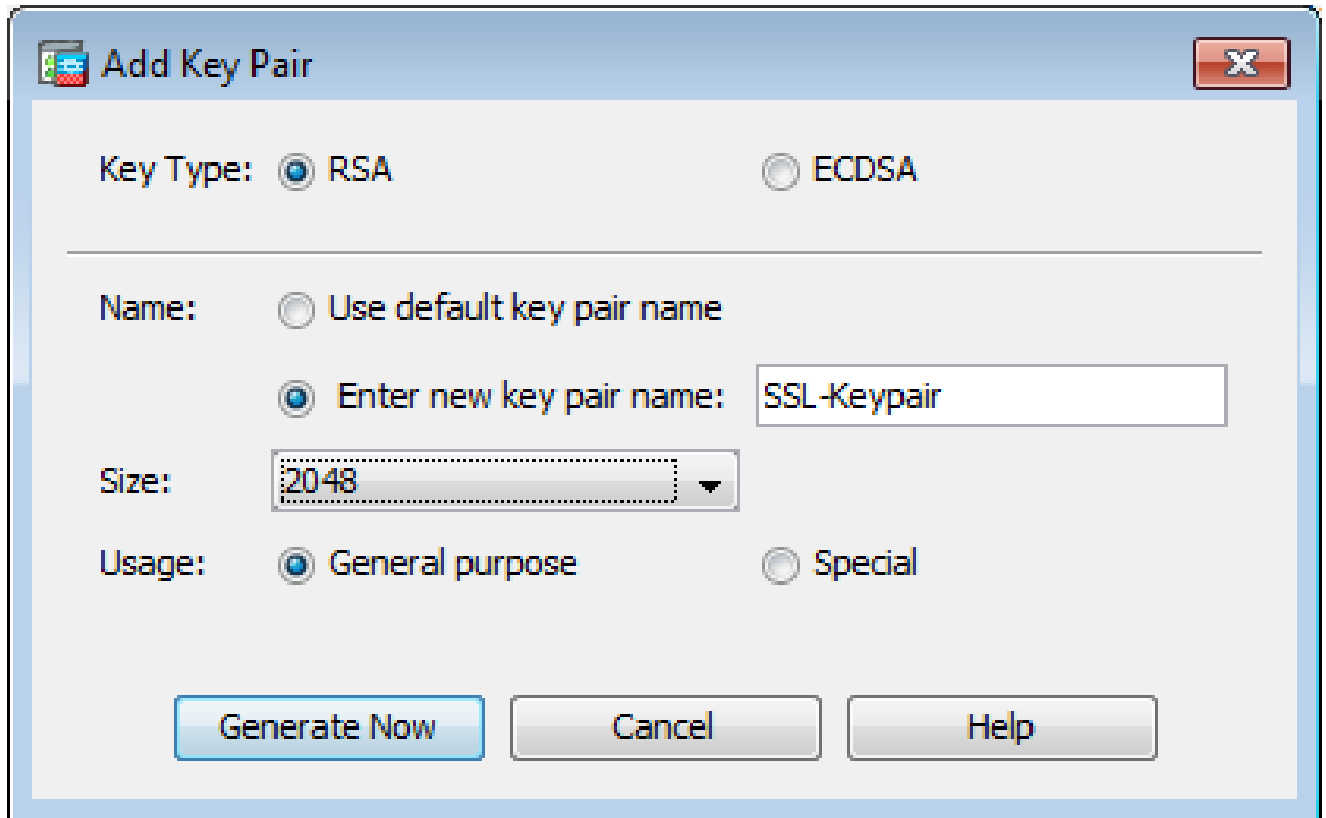 Add Key Pair
Key Type: RSA ECDSA
Name: Use default key pair name
Enter new key pair name: SSL-Keypair
Size: 2048
Usage: General purpose Special
Generate Now Cancel Help